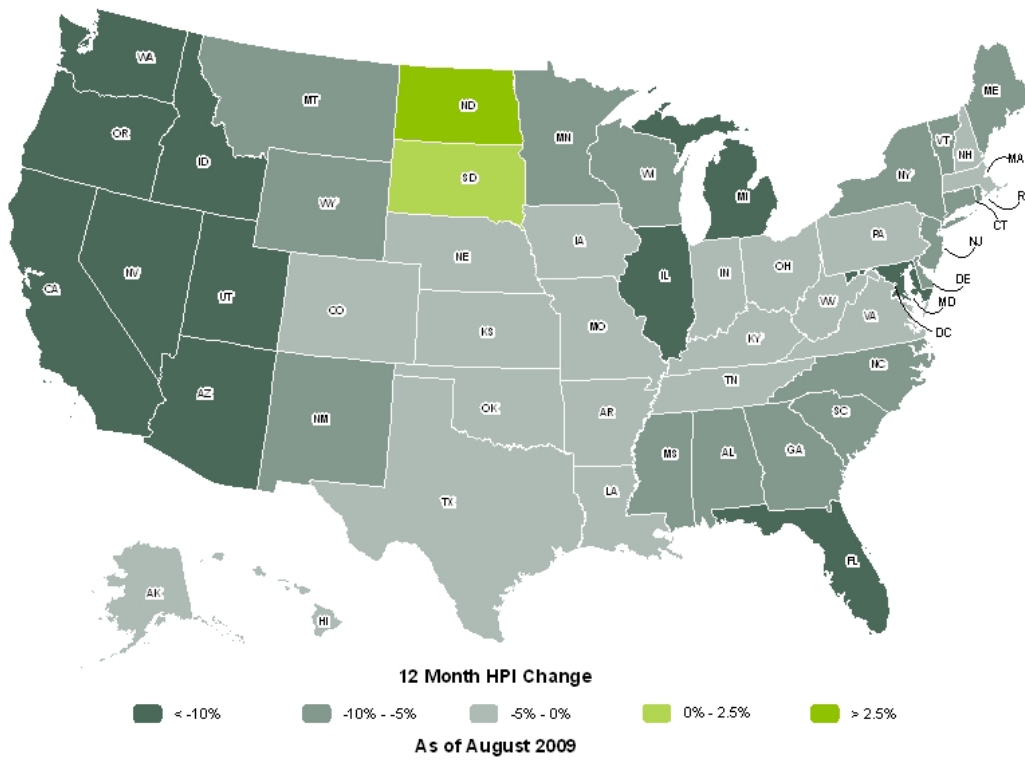 WA
MT
ND
ME
OR
MN
VT
ID
NH
MA
SD
WI
NY
WY
MI
R
CT
PA
IA
NJ
NE
OH
IL
IN
NV
DE
CA
UT
MD
CO
WV
VA
KS
MO
DC
KY
NC
TN
AZ
OK
AR
SC
NM
GA
MS
AL
LA
TX
FL
AK
HI
12 Month HPI Change
< -10%
-10% - -5%
-5% - 0%
0% - 2.5%
> 2.5%
As of August 2009